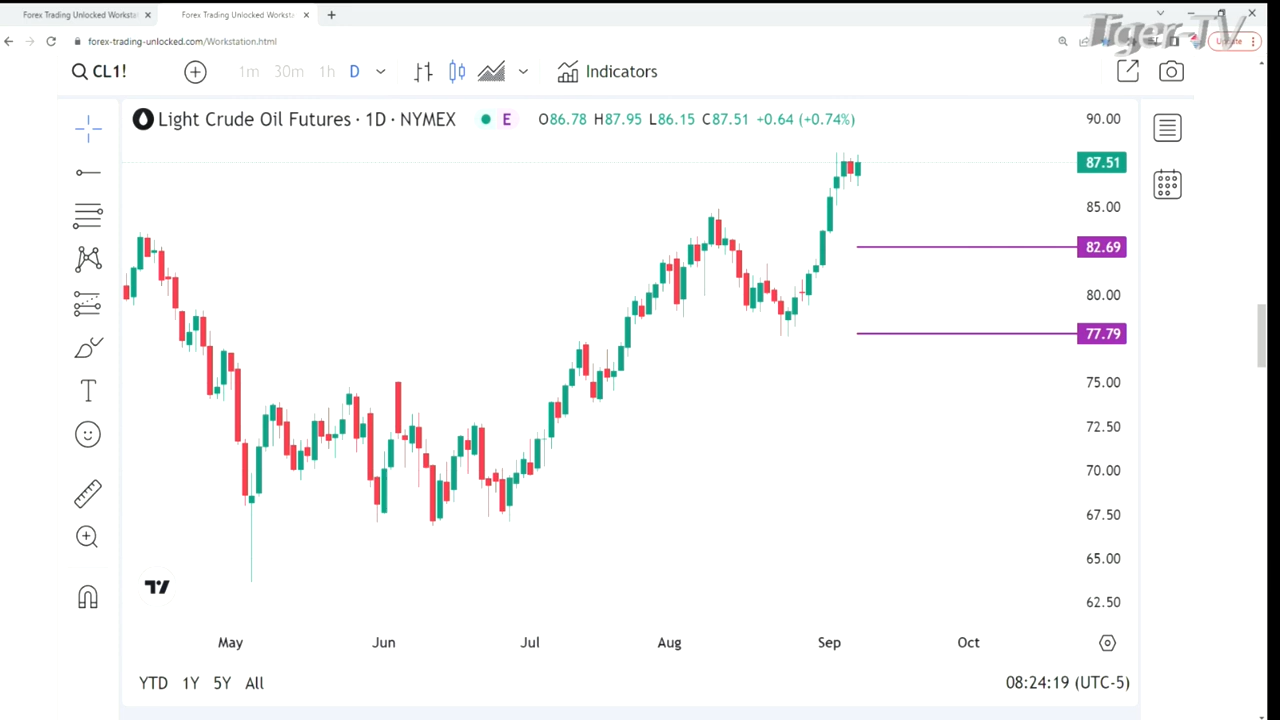 Forex Trading Unlocked Worksta
Forex Trading Unlocked Worksta
Tiger-TV
forex-trading-unlocked.com/Workstation.html
CL1!
1m 30m 1h D
Indicators
Light Crude Oil Futures · 1D · NYMEX
E
O86.78 H87.95 L86.15 C87.51 +0.64 (+0.74%)
90.00
87.51
85.00
82.69
80.00
77.79
75.00
72.50
70.00
67.50
65.00
62.50
T
May Jun Jul Aug Sep Oct
YTD 1Y 5Y All
08:24:19 (UTC-5)